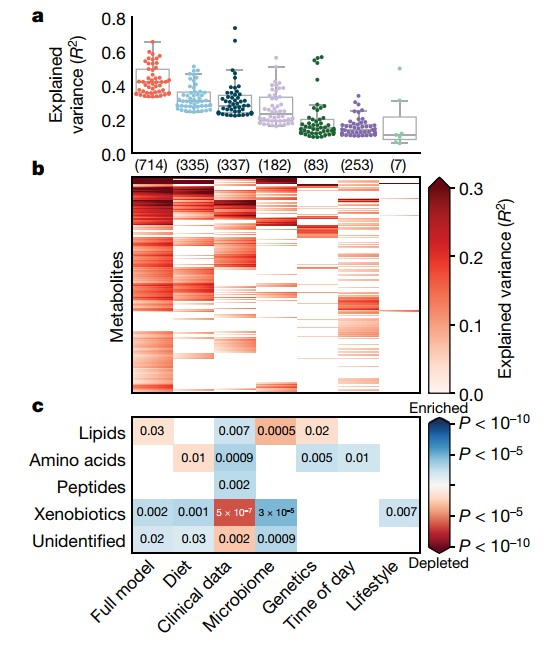 a
0.8
0.6
0.4
0.2
0.0
Explained
variance (R²)
(714) (335) (337) (182) (83) (253) (7)
b
Metabolites
0.3
0.2
0.1
0.0
Explained variance (R²)
c
Enriched
P < 10⁻¹⁰
P < 10⁻⁵
P < 10⁻⁵
P < 10⁻¹⁰
Depleted
Lipids 0.03 0.007 0.0005 0.02
Amino acids 0.01 0.0009 0.005 0.01
Peptides 0.002
Xenobiotics 0.002 0.001 5 × 10⁻⁷ 3 × 10⁻⁶ 0.007
Unidentified 0.02 0.03 0.002 0.0009
Full model
Diet
Clinical data
Microbiome
Genetics
Time of day
Lifestyle